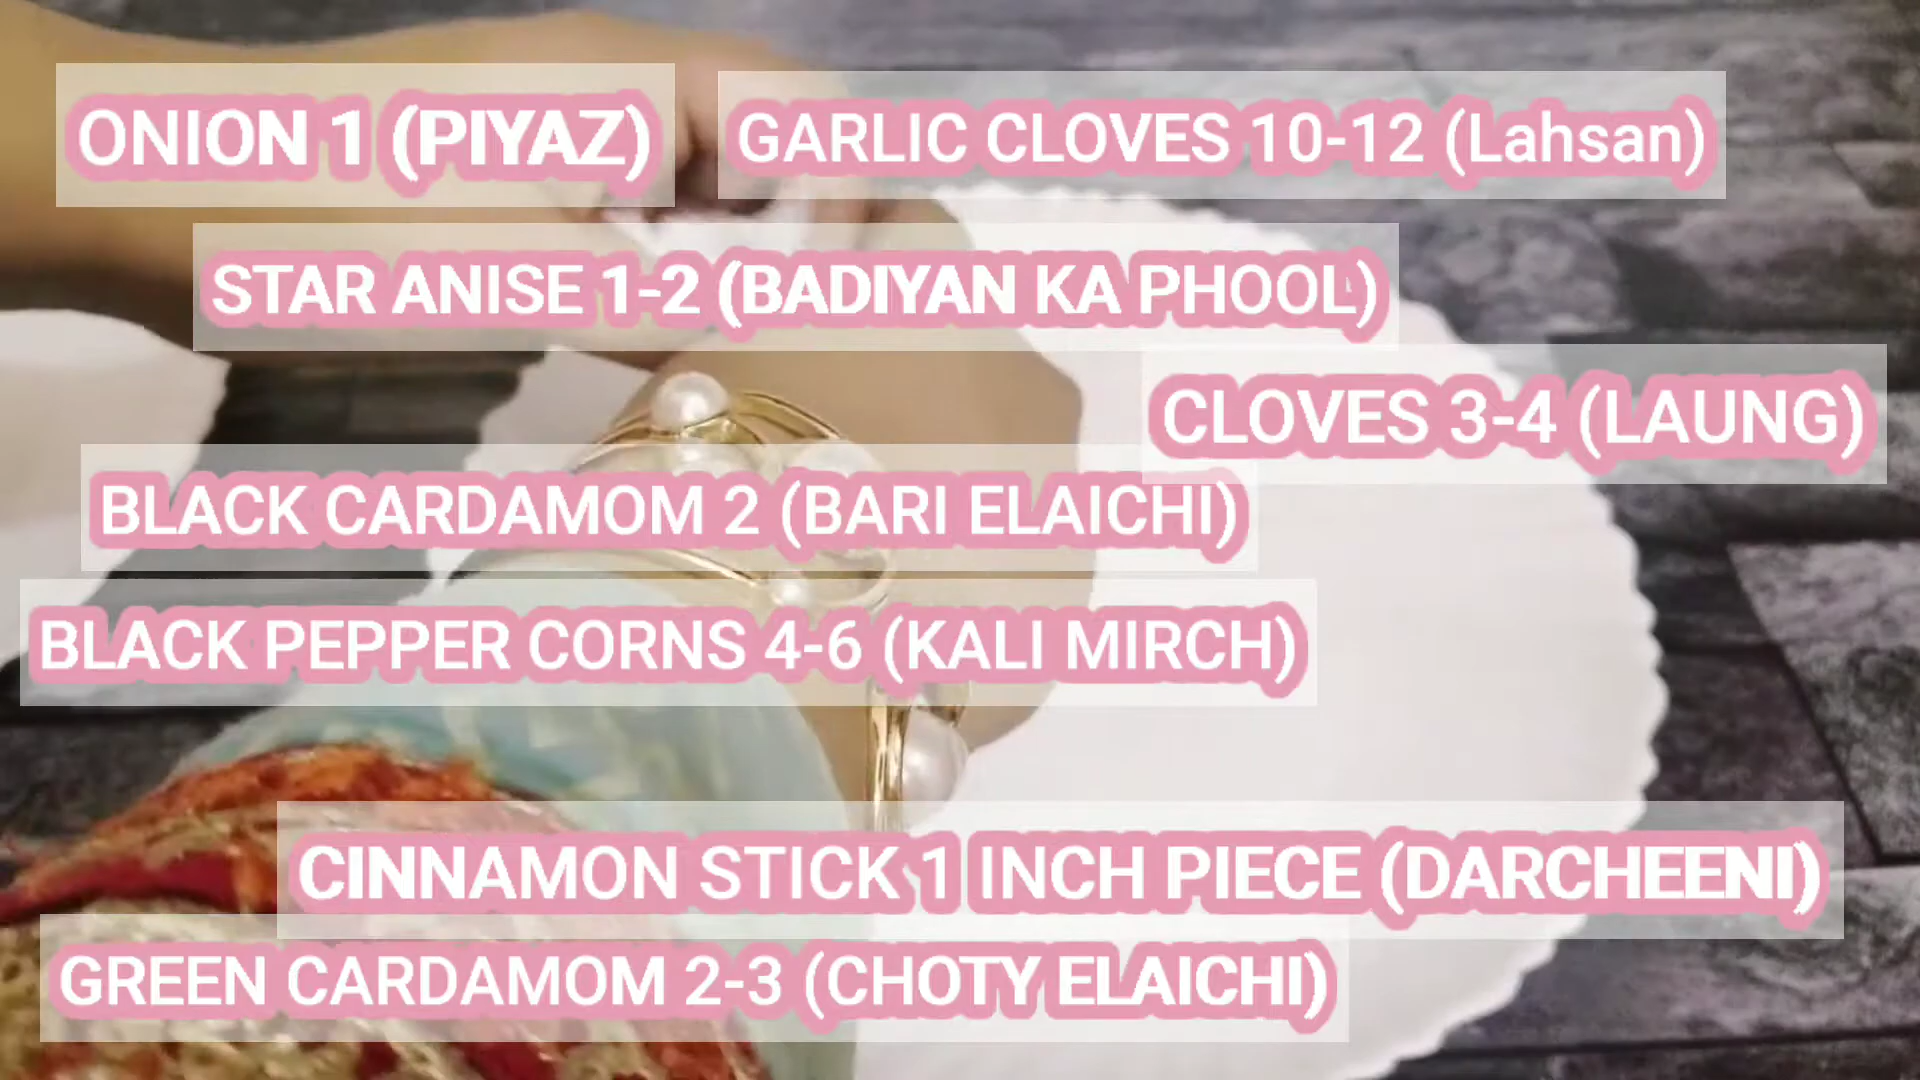 ONION 1 (PIYAZ)
GARLIC CLOVES 10-12 (Lahsan)
STAR ANISE 1-2 (BADIYAN KA PHOOL)
CLOVES 3-4 (LAUNG)
BLACK CARDAMOM 2 (BARI ELAICHI)
BLACK PEPPER CORNS 4-6 (KALI MIRCH)
CINNAMON STICK 1 INCH PIECE (DARCHEENI)
GREEN CARDAMOM 2-3 (CHOTY ELAICHI)